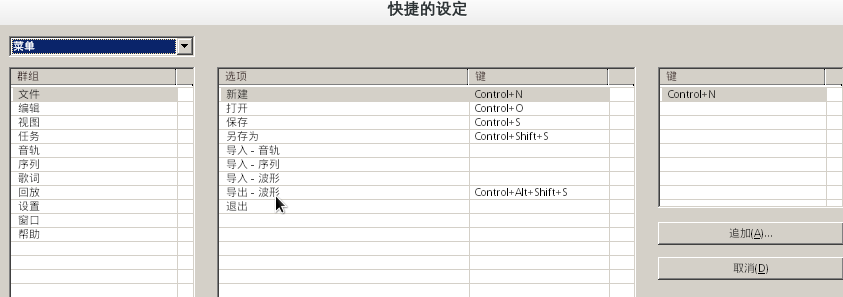 快捷的设定
菜单
群组 选项 键 键
文件 新建 Control+N Control+N
编辑 打开 Control+O
视图 保存 Control+S
任务 另存为 Control+Shift+S
音轨 导入 - 音轨
序列 导入 - 序列
歌词 导入 - 波形
回放 导出 - 波形 Control+Alt+Shift+S
设置 退出
窗口
帮助
追加(A)...
取消(D)